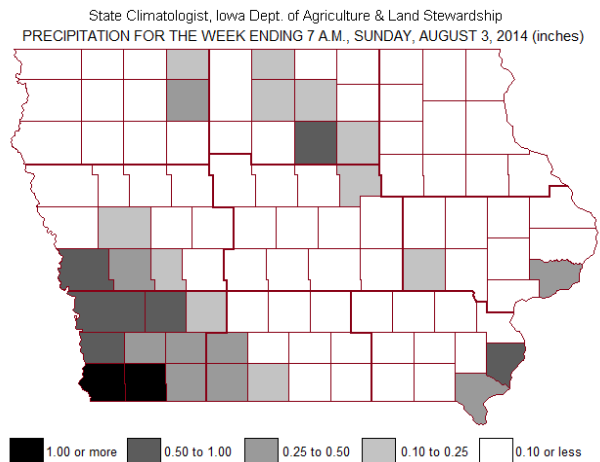 State Climatologist, Iowa Dept. of Agriculture & Land Stewardship
PRECIPITATION FOR THE WEEK ENDING 7 A.M., SUNDAY, AUGUST 3, 2014 (inches)
1.00 or more 0.50 to 1.00 0.25 to 0.50 0.10 to 0.25 0.10 or less